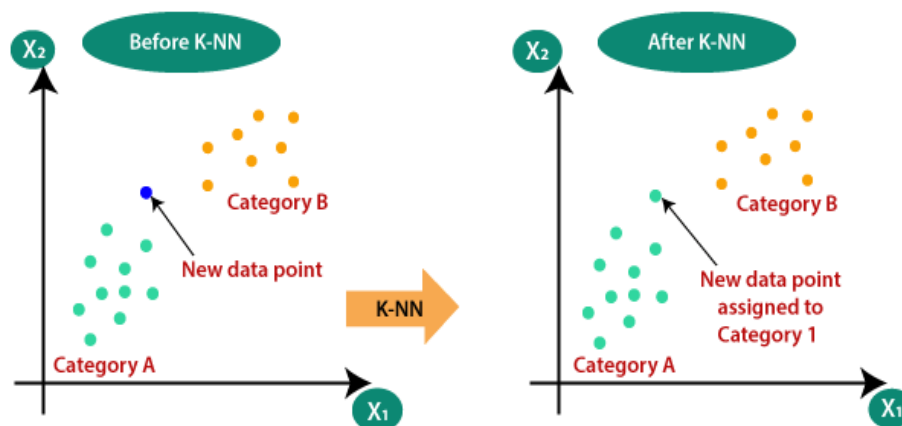 X₂
Before K-NN
Category B
New data point
Category A
X₁
K-NN
X₂
After K-NN
Category B
New data point
assigned to
Category 1
Category A
X₁